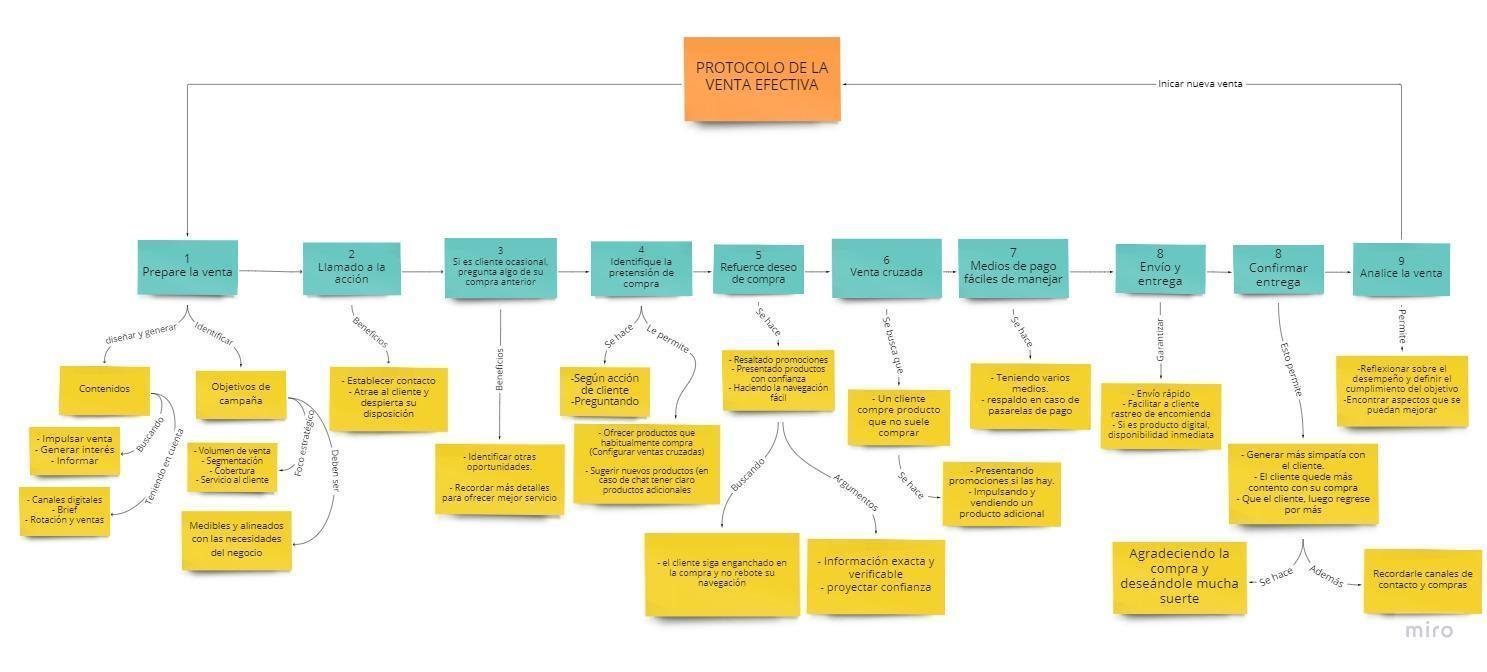 PROTOCOLO DE LA
VENTA EFECTIVA
Inicar nueva venta
1
Prepare la venta
2
Llamado a la
acción
3
Si es cliente ocasional,
pregunta algo de su
compra anterior
4
Identifique la
pretensión de
compra
5
Refuerce deseo
de compra
6
Venta cruzada
7
Medios de pago
fáciles de manejar
8
Envío y
entrega
8
Confirmar
entrega
9
Analice la venta
diseñar y generar
Identificar
Beneficios
Beneficios
Se hace
Le permite
Se hace
Se busca que
Se hace
Garantizar
Esto permite
Permite
Contenidos
Objetivos de
campaña
- Establecer contacto
- Atrae al cliente y
despierta su
disposición
-Según acción
de cliente
-Preguntando
- Resaltado promociones
- Presentado productos
con confianza
- Haciendo la navegación
fácil
- Un cliente
compre producto
que no suele
comprar
- Teniendo varios
medios.
- respaldo en caso de
pasarelas de pago
- Envío rápido
- Facilitar a cliente
rastreo de encomienda
- Si es producto digital,
disponibilidad inmediata
-Reflexionar sobre el
desempeño y definir el
cumplimiento del objetivo
-Encontrar aspectos que se
puedan mejorar
Buscando
Teniendo en cuenta
Foco estratégico
Deben ser
- Impulsar venta
- Generar interés
- Informar
- Volumen de venta
- Segmentación
- Cobertura
- Servicio al cliente
- Identificar otras
oportunidades.
- Recordar más detalles
para ofrecer mejor servicio
- Ofrecer productos que
habitualmente compra
(Configurar ventas cruzadas)
- Sugerir nuevos productos (en
caso de chat tener claro
productos adicionales
Buscando
Argumentos
Se hace
- Presentando
promociones si las hay.
- Impulsando y
vendiendo un
producto adicional
- Generar más simpatía con
el cliente.
- El cliente quede más
contento con su compra
- Que el cliente, luego regrese
por más
- Canales digitales
- Brief
- Rotación y ventas
Medibles y alineados
con las necesidades
del negocio
- el cliente siga enganchado en
la compra y no rebote su
navegación
- Información exacta y
verificable
- proyectar confianza
Agradeciendo la
compra y
deseándole mucha
suerte
Se hace
Además
Recordarle canales de
contacto y compras
miro